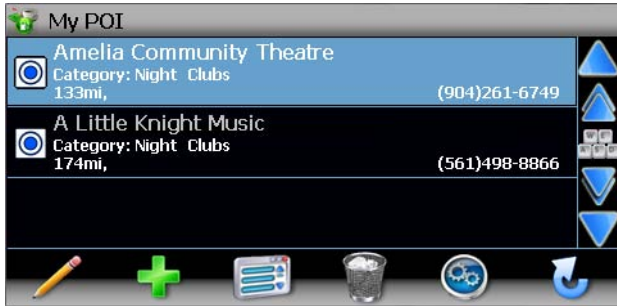 My POI
Amelia Community Theatre
Category: Night Clubs
133mi, (904)261-6749
A Little Knight Music
Category: Night Clubs
174mi, (561)498-8866